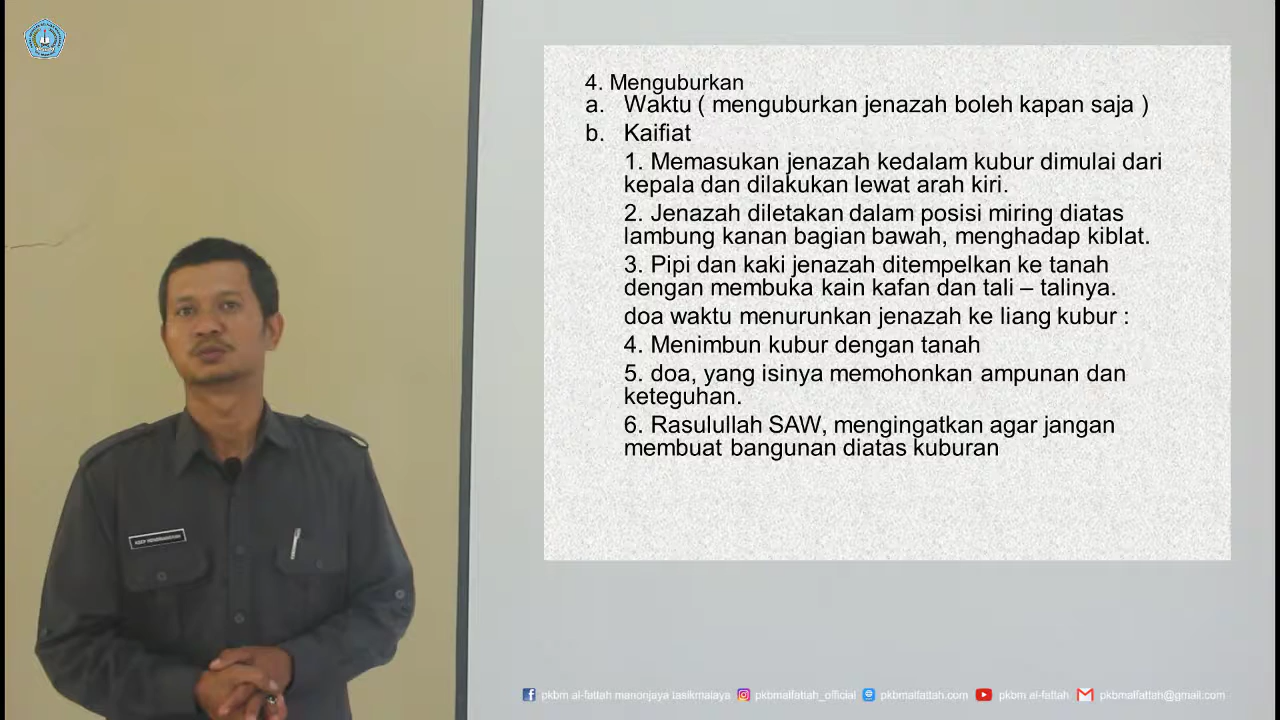 4. Menguburkan
a. Waktu ( menguburkan jenazah boleh kapan saja )
b. Kaifiat
1. Memasukan jenazah kedalam kubur dimulai dari
kepala dan dilakukan lewat arah kiri.
2. Jenazah diletakan dalam posisi miring diatas
lambung kanan bagian bawah, menghadap kiblat.
3. Pipi dan kaki jenazah ditempelkan ke tanah
dengan membuka kain kafan dan tali – talinya.
doa waktu menurunkan jenazah ke liang kubur :
4. Menimbun kubur dengan tanah
5. doa, yang isinya memohonkan ampunan dan
keteguhan.
6. Rasulullah SAW, mengingatkan agar jangan
membuat bangunan diatas kuburan
pkbm al-fattah manonjaya tasikmalaya pkbmalfattah_official pkbmalfattah.com pkbm al-fattah pkbmalfattah@gmail.com